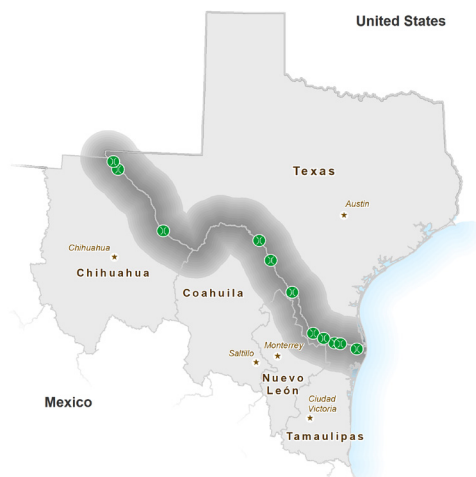 United States
Texas
Austin
Chihuahua
Chihuahua
Coahuila
Monterrey
Saltillo
Nuevo
León
Mexico
Ciudad
Victoria
Tamaulipas